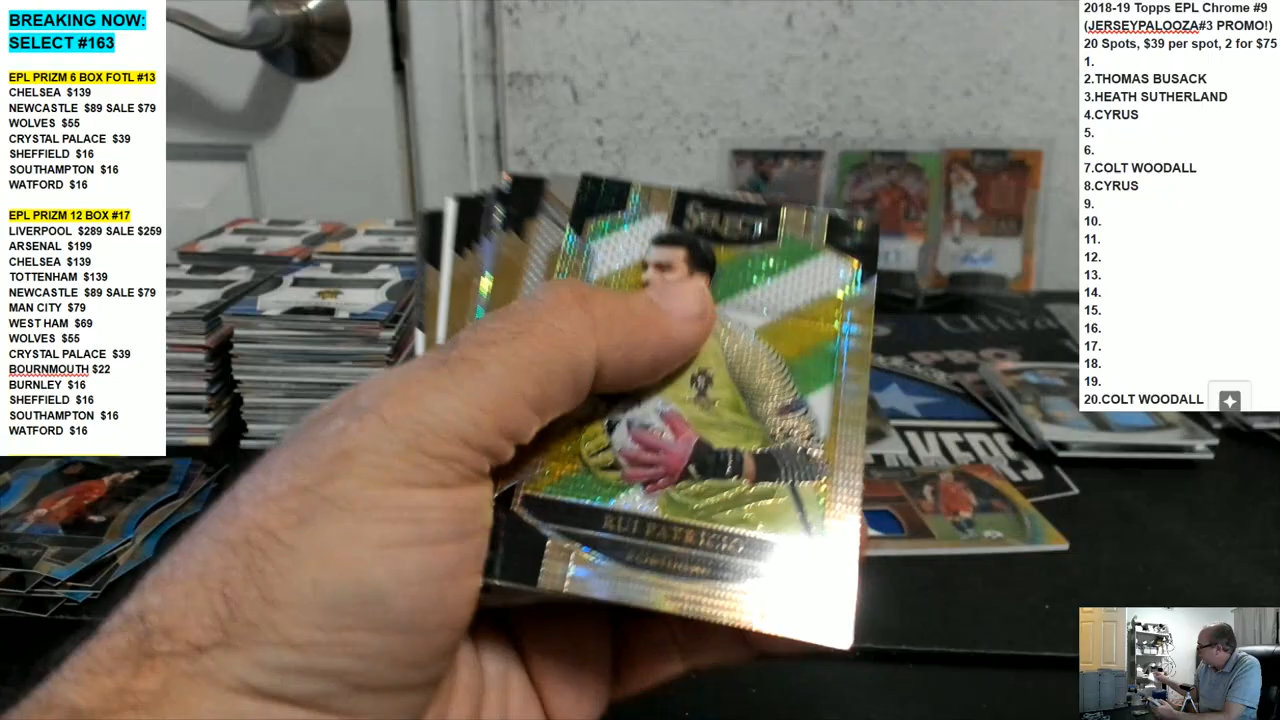 BREAKING NOW:
SELECT #163
EPL PRIZM 6 BOX FOTL #13
CHELSEA $139
NEWCASTLE $89 SALE $79
WOLVES $55
CRYSTAL PALACE $39
SHEFFIELD $16
SOUTHAMPTON $16
WATFORD $16
EPL PRIZM 12 BOX #17
LIVERPOOL $289 SALE $259
ARSENAL $199
CHELSEA $139
TOTTENHAM $139
NEWCASTLE $89 SALE $79
MAN CITY $79
WEST HAM $69
WOLVES $55
CRYSTAL PALACE $39
BOURNMOUTH $22
BURNLEY $16
SHEFFIELD $16
SOUTHAMPTON $16
WATFORD $16
SELECT
RUI PATRICIO
2018-19 Topps EPL Chrome #9
(JERSEYPALOOZA#3 PROMO!)
20 Spots, $39 per spot, 2 for $75
1.
2.THOMAS BUSACK
3.HEATH SUTHERLAND
4.CYRUS
5.
6.
7.COLT WOODALL
8.CYRUS
9.
10.
11.
12.
13.
14.
15.
16.
17.
18.
19.
20.COLT WOODALL